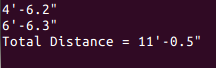 4'-6.2"
6'-6.3"
Total Distance = 11'-0.5"